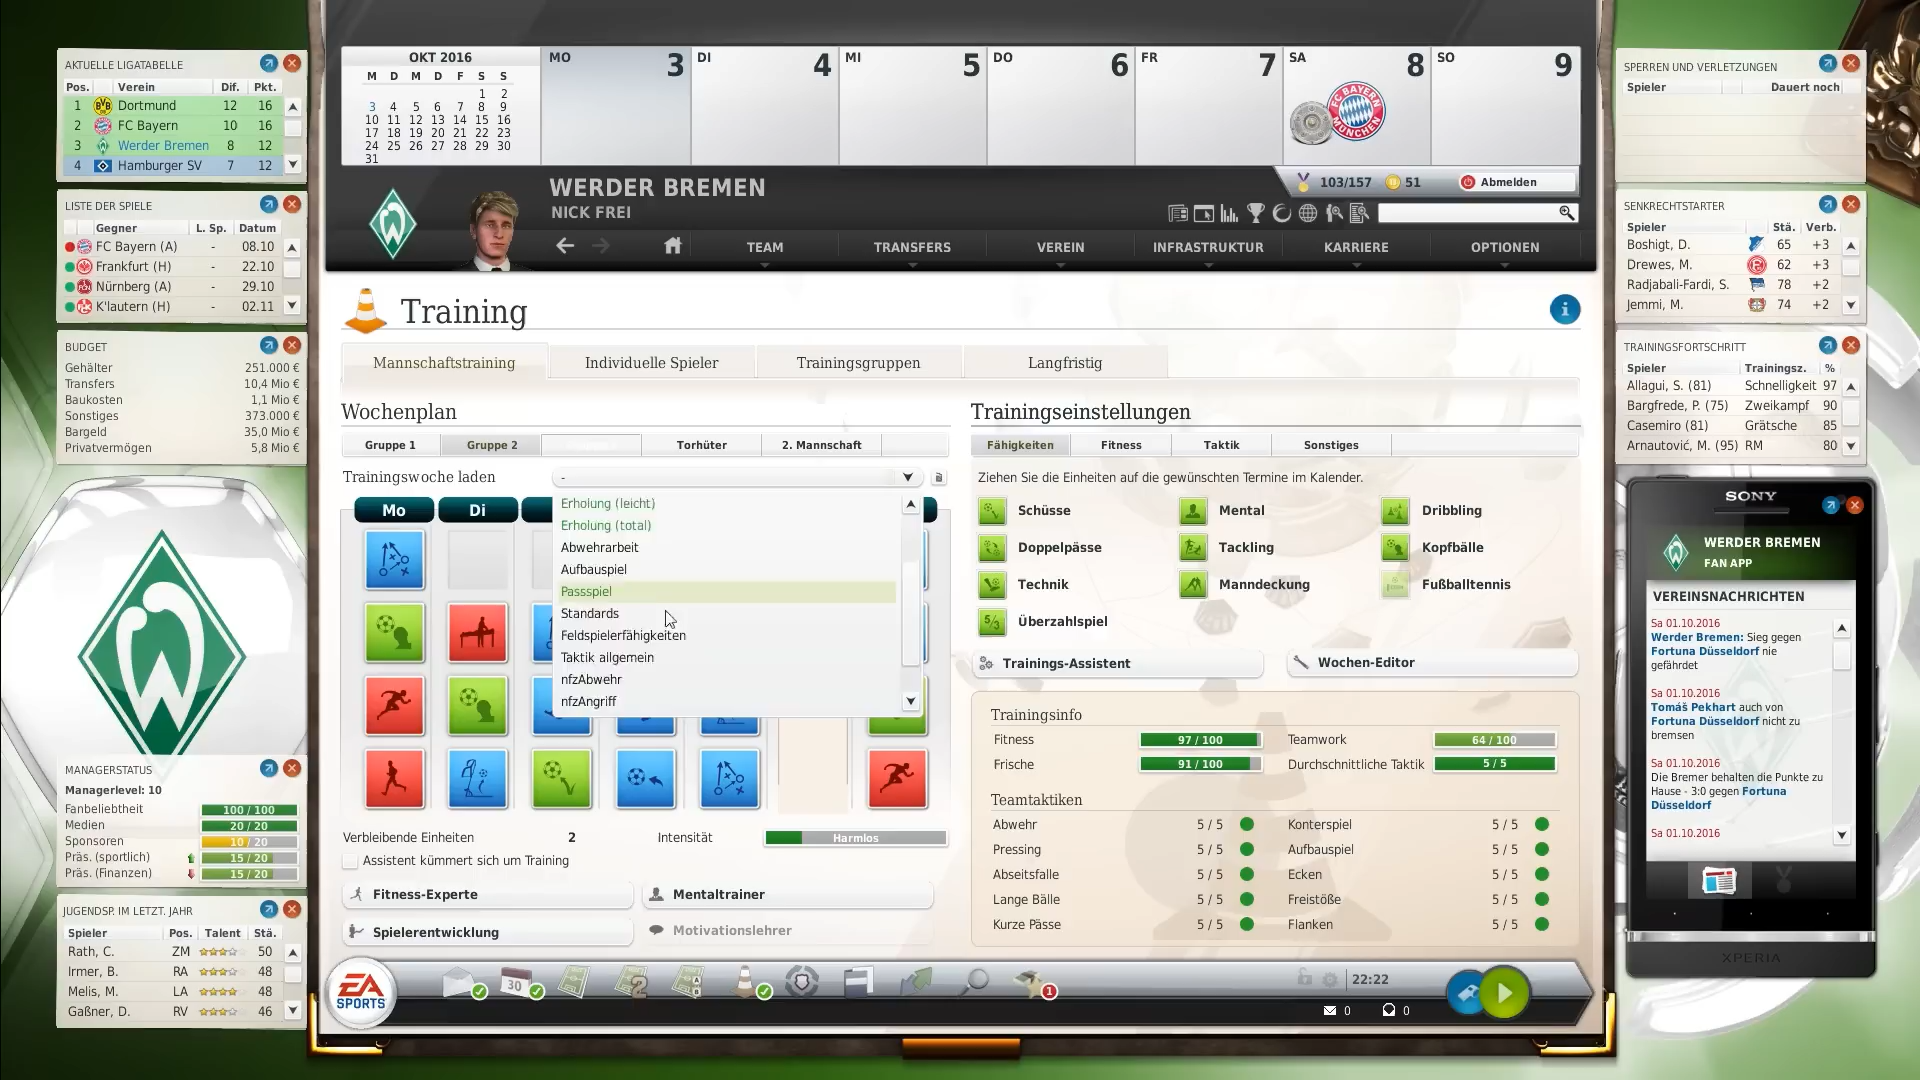 AKTUELLE LIGATABELLE
Pos. Verein Dif. Pkt.
1 Dortmund 12 16
2 FC Bayern 10 16
3 Werder Bremen 8 12
4 Hamburger SV 7 12
LISTE DER SPIELE
Gegner L. Sp. Datum
FC Bayern (A) - 08.10
Frankfurt (H) - 22.10
Nürnberg (A) - 29.10
K'lautern (H) - 02.11
BUDGET
Gehälter 251.000 €
Transfers 10,4 Mio €
Baukosten 1,1 Mio €
Sonstiges 373.000 €
Bargeld 35,0 Mio €
Privatvermögen 5,8 Mio €
MANAGERSTATUS
Managerlevel: 10
Fanbeliebtheit 100 / 100
Medien 20 / 20
Sponsoren 10 / 20
Präs. (sportlich) 15 / 20
Präs. (Finanzen) 15 / 20
JUGENDSP. IM LETZT. JAHR
Spieler Pos. Talent Stä.
Rath, C. ZM 50
Irmer, B. RA 48
Melis, M. LA 48
Gaßner, D. RV 46
OKT 2016
M D M D F S S
1 2
3 4 5 6 7 8 9
10 11 12 13 14 15 16
17 18 19 20 21 22 23
24 25 26 27 28 29 30
31
MO 3
DI 4
MI 5
DO 6
FR 7
SA 8
SO 9
FC BAYERN MÜNCHEN
WERDER BREMEN
NICK FREI
103/157 51 Abmelden
TEAM TRANSFERS VEREIN INFRASTRUKTUR KARRIERE OPTIONEN
Training
Mannschaftstraining Individuelle Spieler Trainingsgruppen Langfristig
Wochenplan
Gruppe 1 Gruppe 2 Torhüter 2. Mannschaft
Trainingswoche laden -
Mo Di
Erholung (leicht)
Erholung (total)
Abwehrarbeit
Aufbauspiel
Passspiel
Standards
Feldspielerfähigkeiten
Taktik allgemein
nfzAbwehr
nfzAngriff
Verbleibende Einheiten 2 Intensität Harmlos
Assistent kümmert sich um Training
Fitness-Experte Mentaltrainer
Spielerentwicklung Motivationslehrer
Trainingseinstellungen
Fähigkeiten Fitness Taktik Sonstiges
Ziehen Sie die Einheiten auf die gewünschten Termine im Kalender.
Schüsse Mental Dribbling
Doppelpässe Tackling Kopfbälle
Technik Manndeckung Fußballtennis
5/3 Überzahlspiel
Trainings-Assistent Wochen-Editor
Trainingsinfo
Fitness 97 / 100 Teamwork 64 / 100
Frische 91 / 100 Durchschnittliche Taktik 5 / 5
Teamtaktiken
Abwehr 5 / 5 Konterspiel 5 / 5
Pressing 5 / 5 Aufbauspiel 5 / 5
Abseitsfalle 5 / 5 Ecken 5 / 5
Lange Bälle 5 / 5 Freistöße 5 / 5
Kurze Pässe 5 / 5 Flanken 5 / 5
EA SPORTS
30 2 1 22:22
0 0
SPERREN UND VERLETZUNGEN
Spieler Dauert noch
SENKRECHTSTARTER
Spieler Stä. Verb.
Boshigt, D. 65 +3
Drewes, M. 62 +3
Radjabali-Fardi, S. 78 +2
Jemmi, M. 74 +2
TRAININGSFORTSCHRITT
Spieler Trainingsz. %
Allagui, S. (81) Schnelligkeit 97
Bargfrede, P. (75) Zweikampf 90
Casemiro (81) Grätsche 85
Arnautović, M. (95) RM 80
SONY
WERDER BREMEN
FAN APP
VEREINSNACHRICHTEN
Sa 01.10.2016
Werder Bremen: Sieg gegen
Fortuna Düsseldorf nie
gefährdet
Sa 01.10.2016
Tomáš Pekhart auch von
Fortuna Düsseldorf nicht zu
bremsen
Sa 01.10.2016
Die Bremer behalten die Punkte zu
Hause - 3:0 gegen Fortuna
Düsseldorf
Sa 01.10.2016
XPERIA